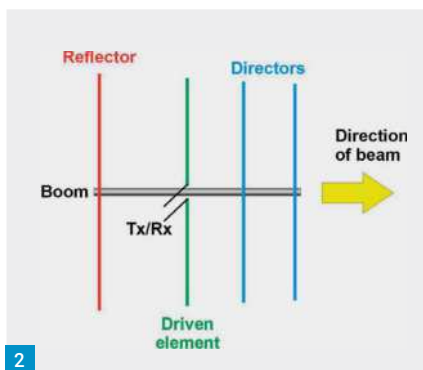 Reflector
Directors
Direction
of beam
Boom
Tx/Rx
Driven
element
2